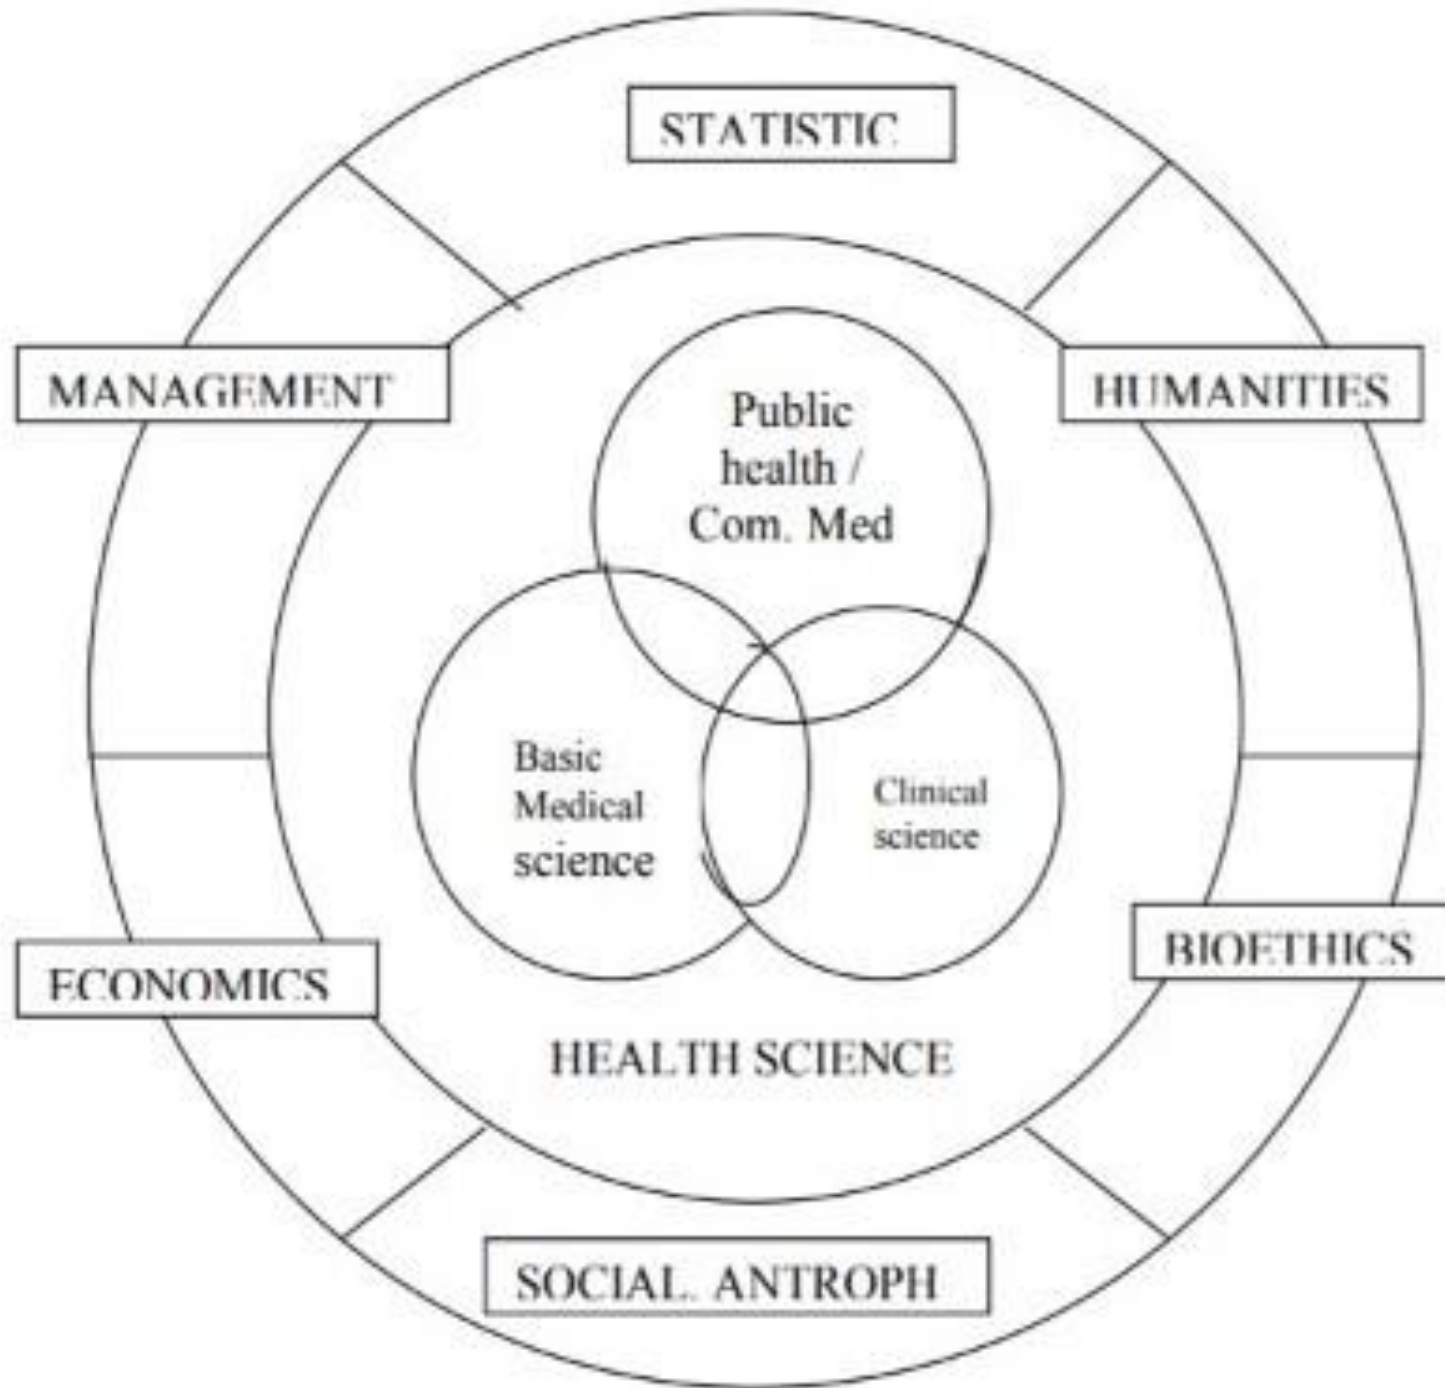 STATISTIC
MANAGEMENT
HUMANITIES
Public
health /
Com. Med
Basic
Medical
science
Clinical
science
ECONOMICS
BIOETHICS
HEALTH SCIENCE
SOCIAL. ANTROPH